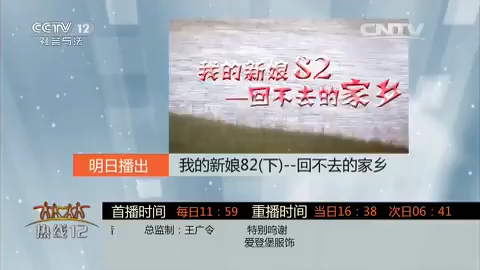 CCTV 12
社会与法
CNTV
我的新娘82
—回不去的家乡
明日播出
我的新娘82(下)--回不去的家乡
首播时间 每日11:59 重播时间 当日16:38 次日06:41
热线12
总监制：王广令 特别鸣谢
爱登堡服饰